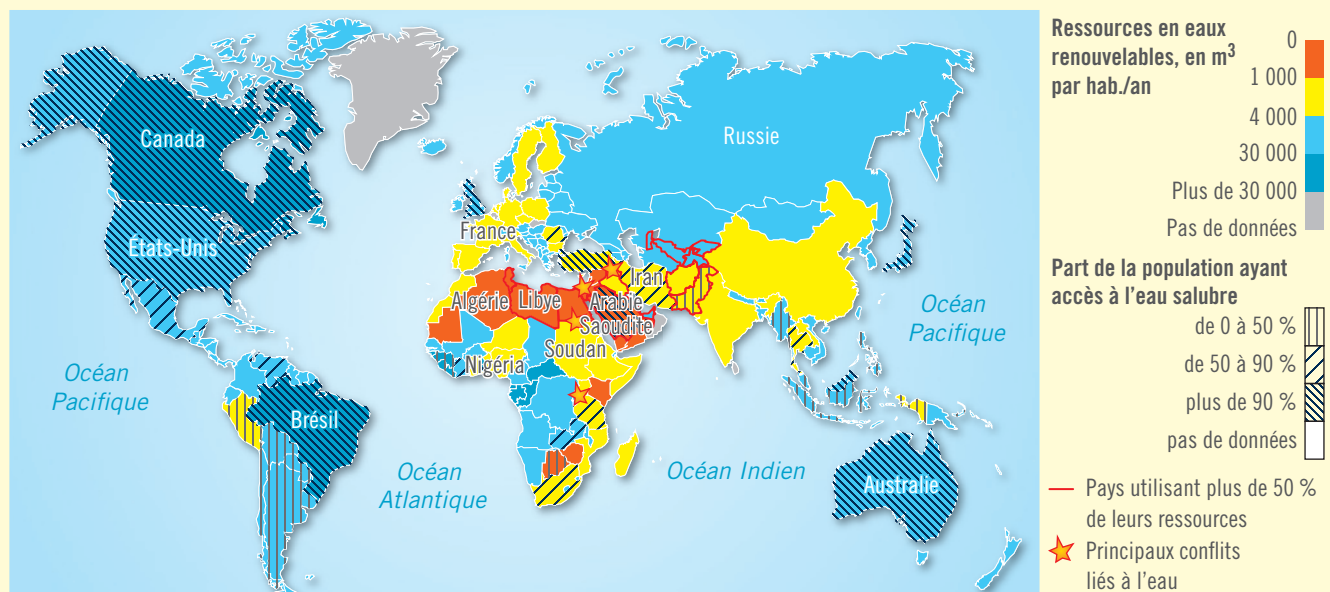 Canada
Russie
États-Unis
France
Iran
Algérie
Libye
Arabie
Saoudite
Soudan
Nigéria
Océan
Pacifique
Océan
Pacifique
Brésil
Océan
Atlantique
Océan Indien
Australie
Ressources en eaux
renouvelables, en m³
par hab./an
0
1 000
4 000
30 000
Plus de 30 000
Pas de données
Part de la population ayant
accès à l'eau salubre
de 0 à 50 %
de 50 à 90 %
plus de 90 %
pas de données
Pays utilisant plus de 50 %
de leurs ressources
Principaux conflits
liés à l'eau